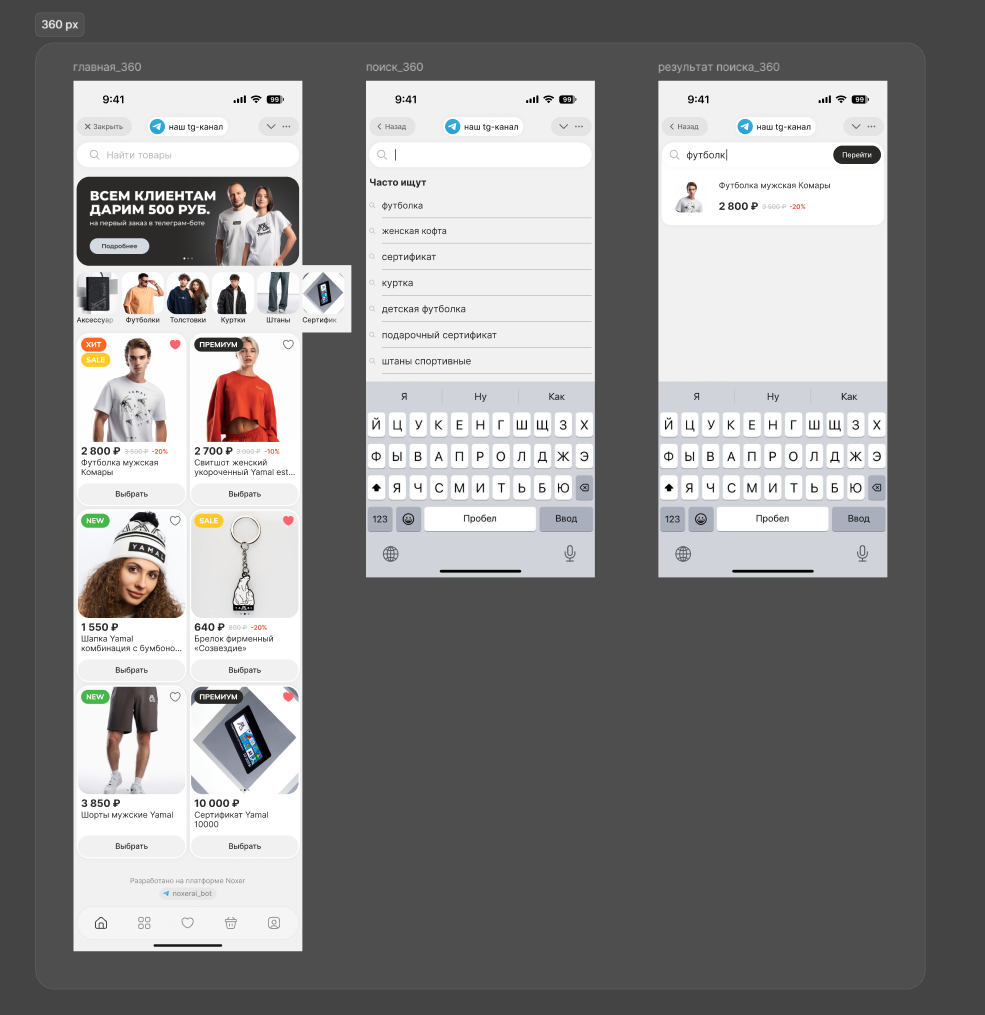 360 px
главная_360
9:41
99
Закрыть
наш tg-канал
Найти товары
ВСЕМ КЛИЕНТАМ
ДАРИМ 500 РУБ.
на первый заказ в телеграм-боте
Подробнее
Аксессуар
Футболки
Толстовки
Куртки
Штаны
Сертифик
ХИТ
SALE
2 800 ₽ 3 500 ₽ -20%
Футболка мужская
Комары
Выбрать
ПРЕМИУМ
2 700 ₽ 3 000 ₽ -10%
Свитшот женский
укороченный Yamal est...
Выбрать
NEW
YAMAL
1 550 ₽
Шапка Yamal
комбинация с бумбоно...
Выбрать
SALE
640 ₽ 800 ₽ -20%
Брелок фирменный
«Созвездие»
Выбрать
NEW
3 850 ₽
Шорты мужские Yamal
Выбрать
ПРЕМИУМ
10 000 ₽
Сертификат Yamal
10000
Выбрать
Разработано на платформе Noxer
noxerai_bot
поиск_360
9:41
99
Назад
наш tg-канал
Часто ищут
футболка
женская кофта
сертификат
куртка
детская футболка
подарочный сертификат
штаны спортивные
Я Ну Как
Й Ц У К Е Н Г Ш Щ З Х
Ф Ы В А П Р О Л Д Ж Э
Я Ч С М И Т Ь Б Ю
123 Пробел Ввод
результат поиска_360
9:41
99
Назад
наш tg-канал
футболк
Перейти
Футболка мужская Комары
2 800 ₽ 3 500 ₽ -20%
Я Ну Как
Й Ц У К Е Н Г Ш Щ З Х
Ф Ы В А П Р О Л Д Ж Э
Я Ч С М И Т Ь Б Ю
123 Пробел Ввод